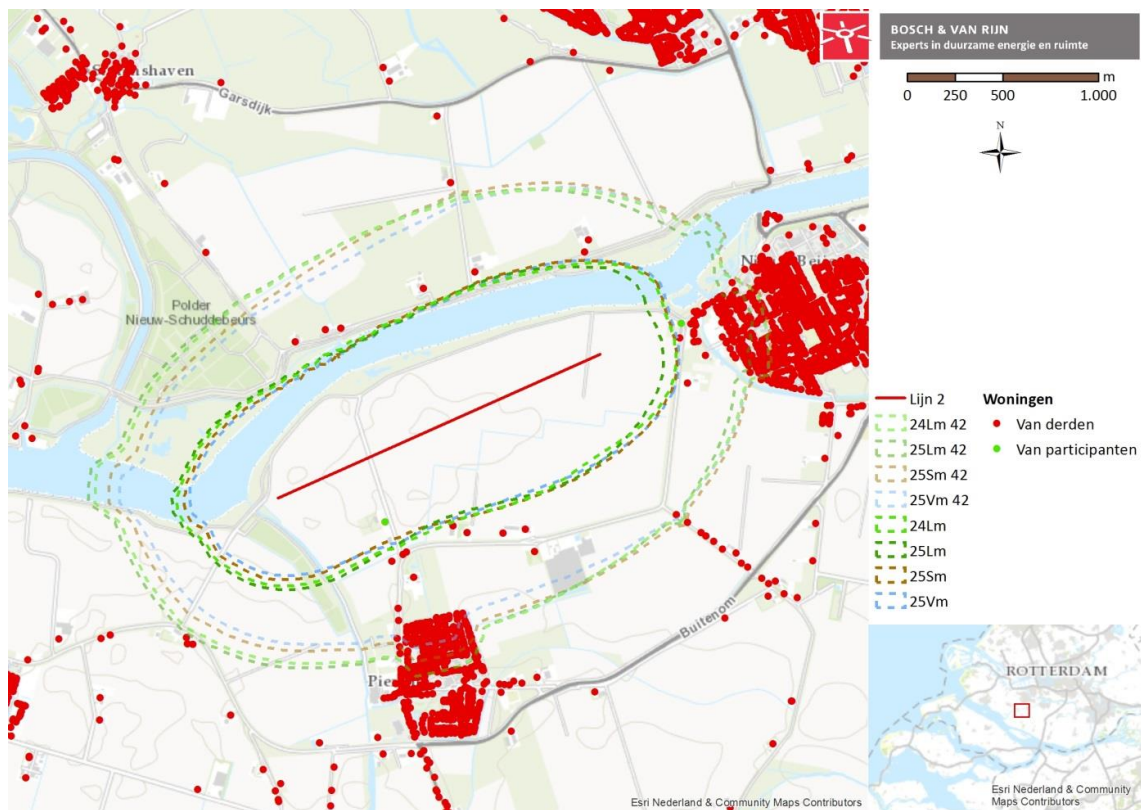 BOSCH & VAN RIJN
Experts in duurzame energie en ruimte
m
0 250 500 1.000
N
Garsdijk
Polder
Nieuw-Schuddebeurs
Buitenom
Lijn 2
24Lm 42
25Lm 42
25Sm 42
25Vm 42
24Lm
25Lm
25Sm
25Vm
Woningen
Van derden
Van participanten
ROTTERDAM
Esri Nederland & Community Maps Contributors
Esri Nederland & Community
Maps Contributors